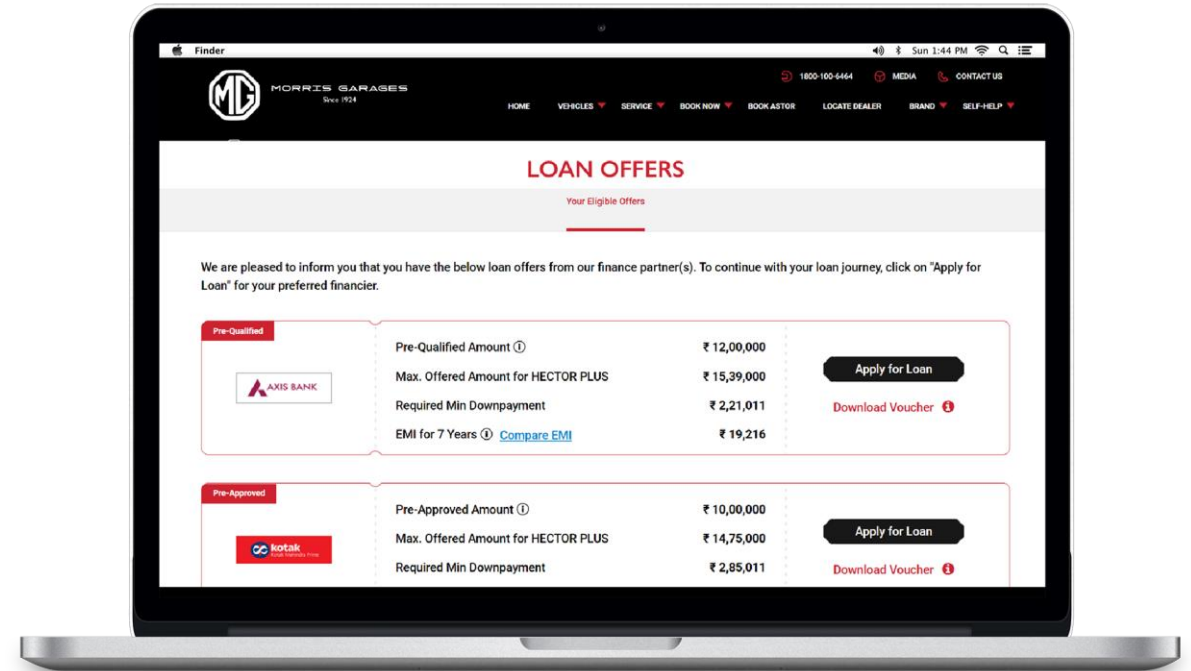 Finder
Sun 1:44 PM
1800-100-6464 MEDIA CONTACT US
MG MORRIS GARAGES
Since 1924
HOME VEHICLES SERVICE BOOK NOW BOOK ASTOR LOCATE DEALER BRAND SELF-HELP
LOAN OFFERS
Your Eligible Offers
We are pleased to inform you that you have the below loan offers from our finance partner(s). To continue with your loan journey, click on "Apply for
Loan" for your preferred financier.
Pre-Qualified
AXIS BANK
Pre-Qualified Amount ₹ 12,00,000
Max. Offered Amount for HECTOR PLUS ₹ 15,39,000
Required Min Downpayment ₹ 2,21,011
EMI for 7 Years Compare EMI ₹ 19,216
Apply for Loan
Download Voucher
Pre-Approved
kotak
Kotak Mahindra Prime
Pre-Approved Amount ₹ 10,00,000
Max. Offered Amount for HECTOR PLUS ₹ 14,75,000
Required Min Downpayment ₹ 2,85,011
Apply for Loan
Download Voucher